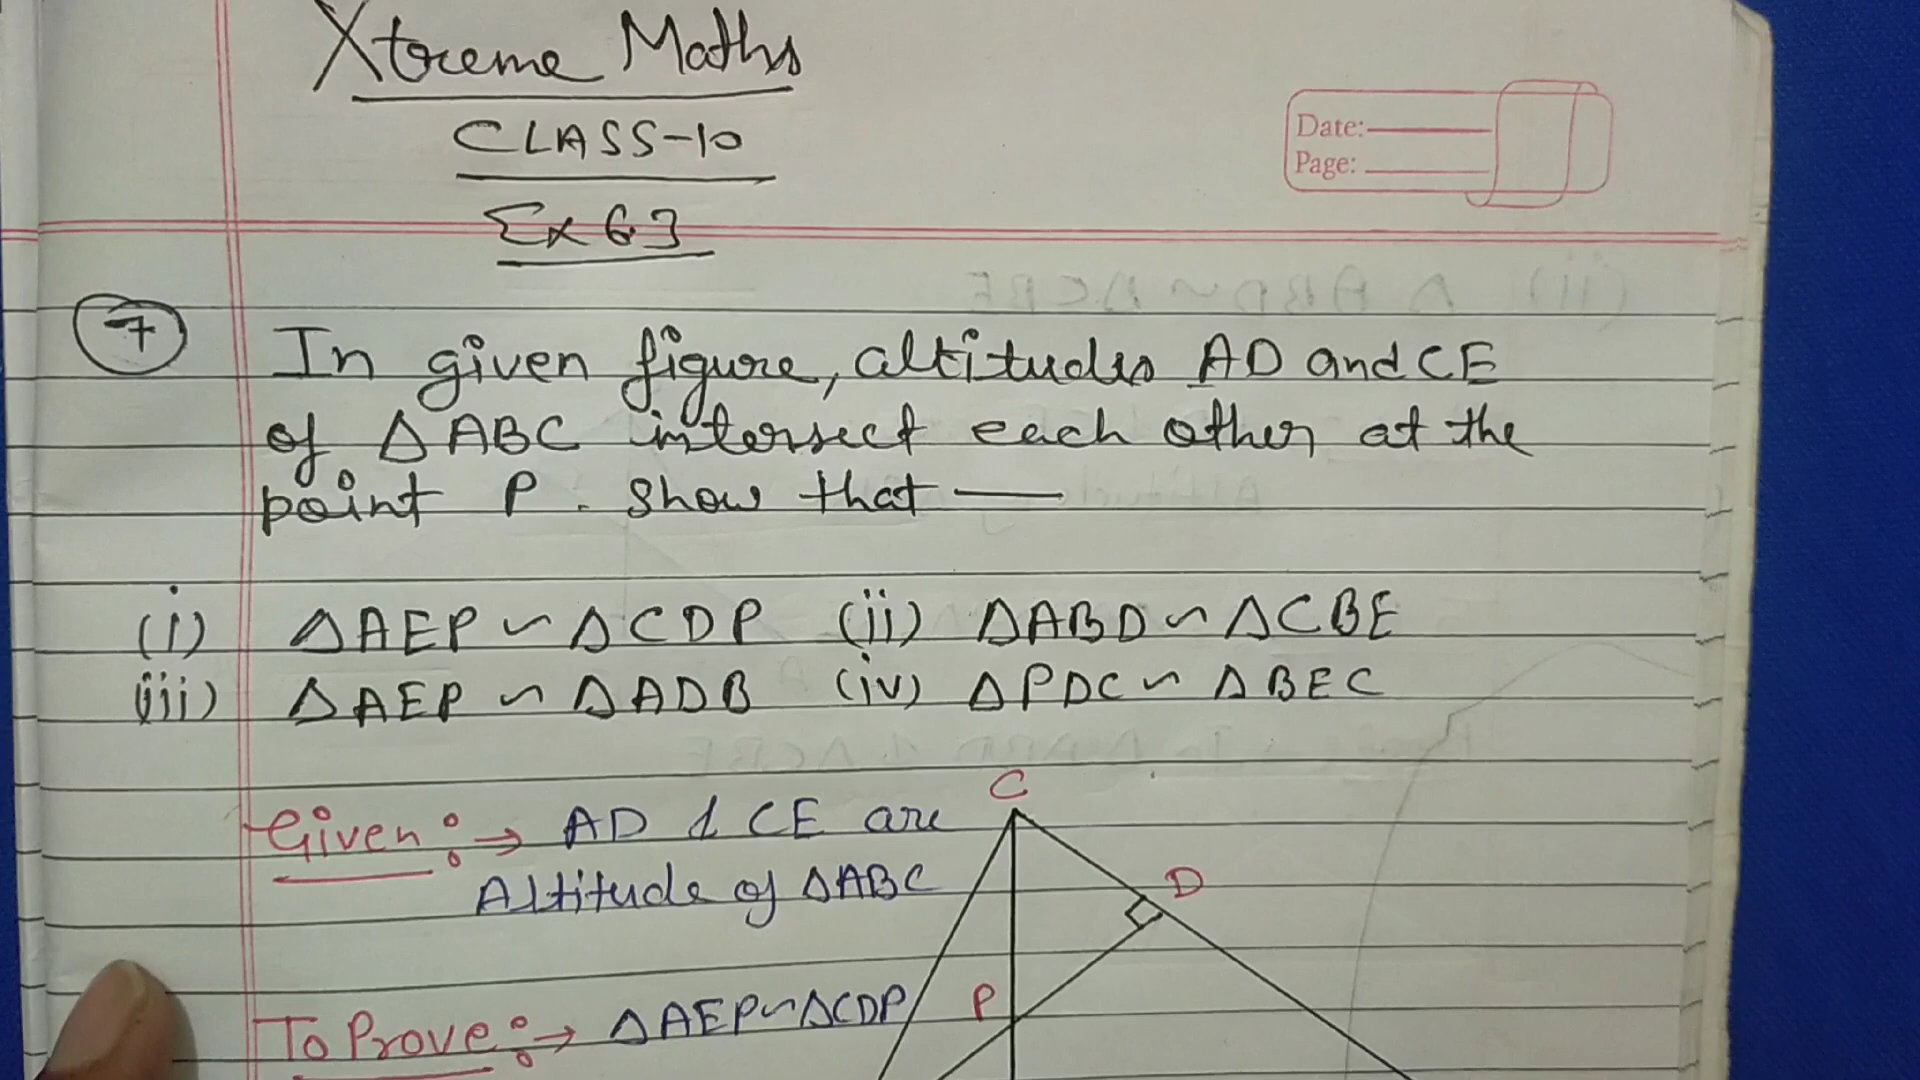 Xtreme Maths
CLASS-10
Ex 6.3
Date:
Page:
7 In given figure, altitudes AD and CE
of △ABC intersect each other at the
point P. Show that —
(i) △AEP ~ △CDP (ii) △ABD ~ △CBE
(iii) △AEP ~ △ADB (iv) △PDC ~ △BEC
Given :→ AD & CE are
Altitude of △ABC
To Prove :→ △AEP ~ △CDP
C
D
P